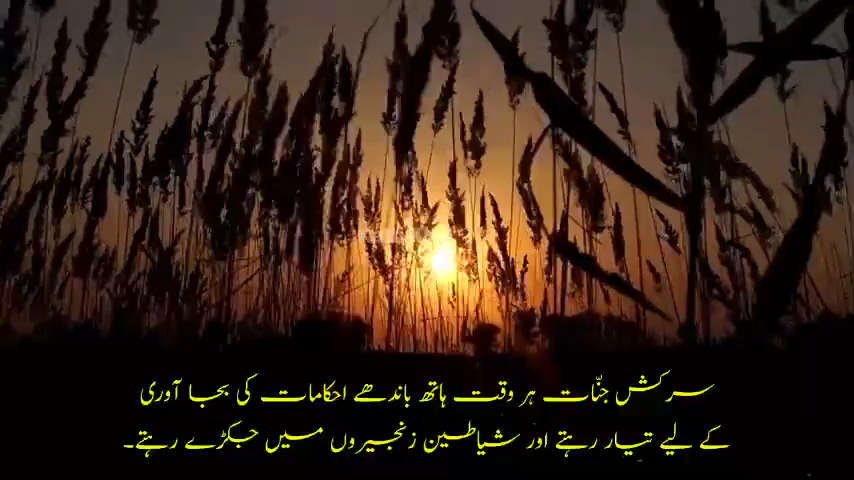 سرکش جنّات ہر وقت ہاتھ باندھے احکامات کی بجا آوری
کے لیے تیار رہتے اور شیاطین زنجیروں میں جکڑے رہتے۔